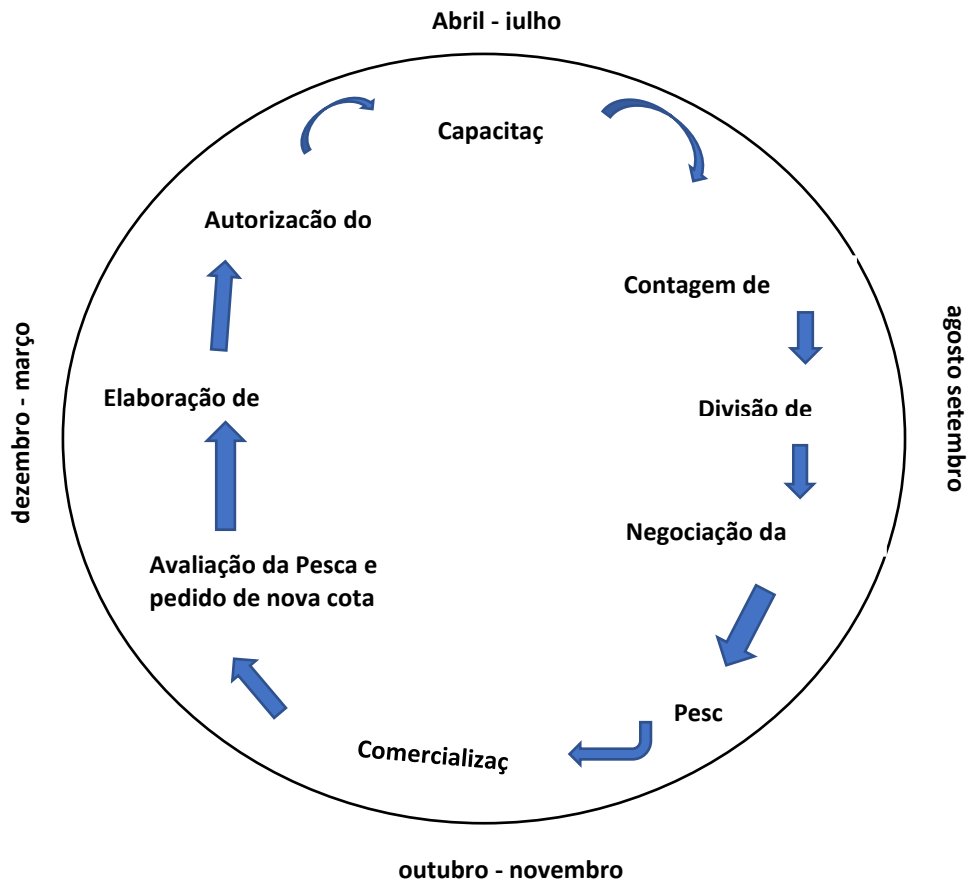 Abril - julho
Capacitaç
Autorização do
Contagem de
dezembro - março
agosto setembro
Elaboração de
Divisão de
Negociação da
Avaliação da Pesca e
pedido de nova cota
Pesc
Comercializaç
outubro - novembro